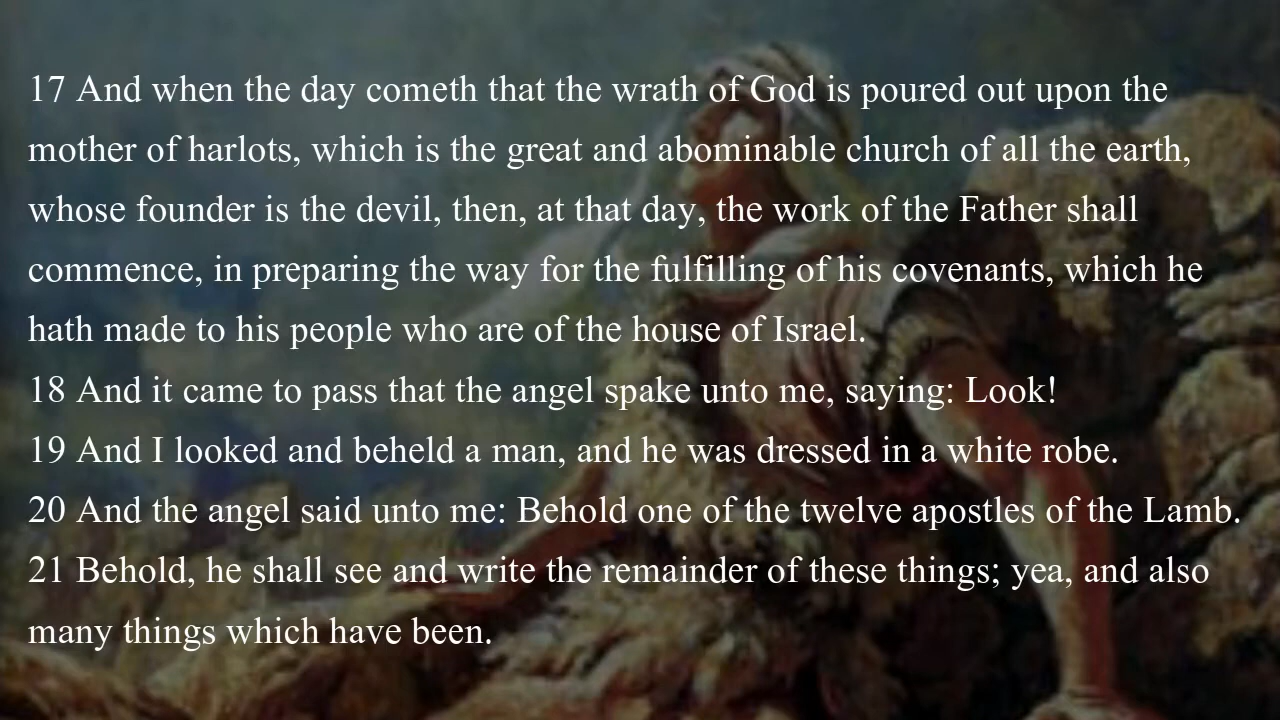 17 And when the day cometh that the wrath of God is poured out upon the
mother of harlots, which is the great and abominable church of all the earth,
whose founder is the devil, then, at that day, the work of the Father shall
commence, in preparing the way for the fulfilling of his covenants, which he
hath made to his people who are of the house of Israel.
18 And it came to pass that the angel spake unto me, saying: Look!
19 And I looked and beheld a man, and he was dressed in a white robe.
20 And the angel said unto me: Behold one of the twelve apostles of the Lamb.
21 Behold, he shall see and write the remainder of these things; yea, and also
many things which have been.